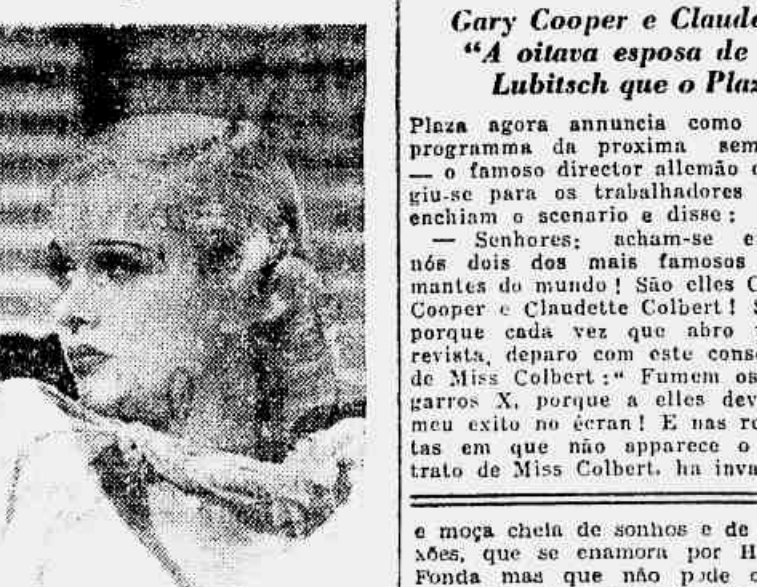 Gary Cooper e Claude
“A oitava esposa de
Lubitsch que o Plaz
Plaza agora annuncia como
programma da proxima sem
— o famoso director allemão
giu-se para os trabalhadores
enchiam o scenario e disse:
— Senhores: acham-se e
nós dois dos mais famosos
mantes do mundo! São elles C
Cooper e Claudette Colbert! S
porque cada vez que abro
revista, deparo com este cons
de Miss Colbert:“ Fumem os
garros X, porque a elles dev
meu exito no écran! E nas re
tas em que não apparece o
trato de Miss Colbert. ha inva
e moça cheia de sonhos e de
xões, que se enamora por H
Fonda mas que não pode